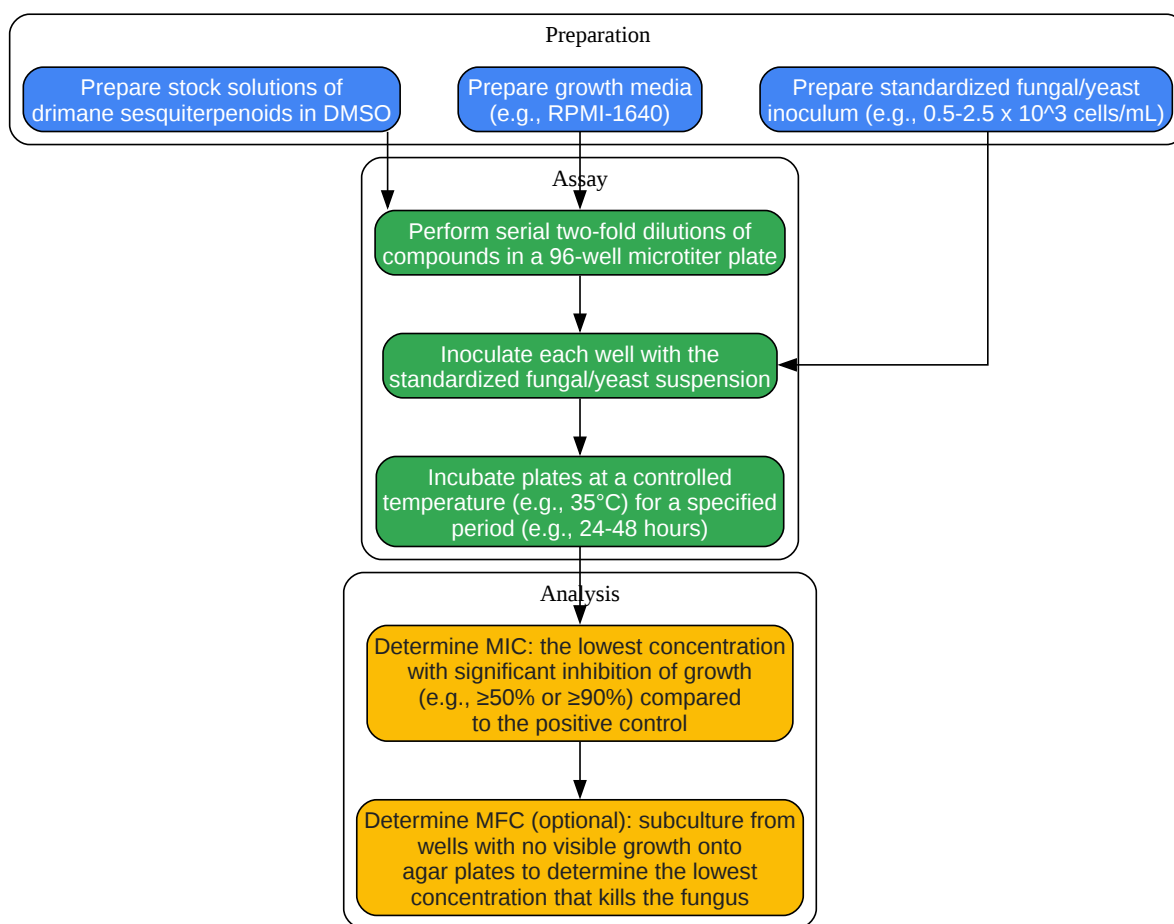 Preparation
Prepare stock solutions of
drimane sesquiterpenoids in DMSO
Prepare growth media
(e.g., RPMI-1640)
Prepare standardized fungal/yeast
inoculum (e.g., 0.5-2.5 x 10^3 cells/mL)
Assay
Perform serial two-fold dilutions of
compounds in a 96-well microtiter plate
Inoculate each well with the
standardized fungal/yeast suspension
Incubate plates at a controlled
temperature (e.g., 35°C) for a specified
period (e.g., 24-48 hours)
Analysis
Determine MIC: the lowest concentration
with significant inhibition of growth
(e.g., ≥50% or ≥90%) compared
to the positive control
Determine MFC (optional): subculture from
wells with no visible growth onto
agar plates to determine the lowest
concentration that kills the fungus